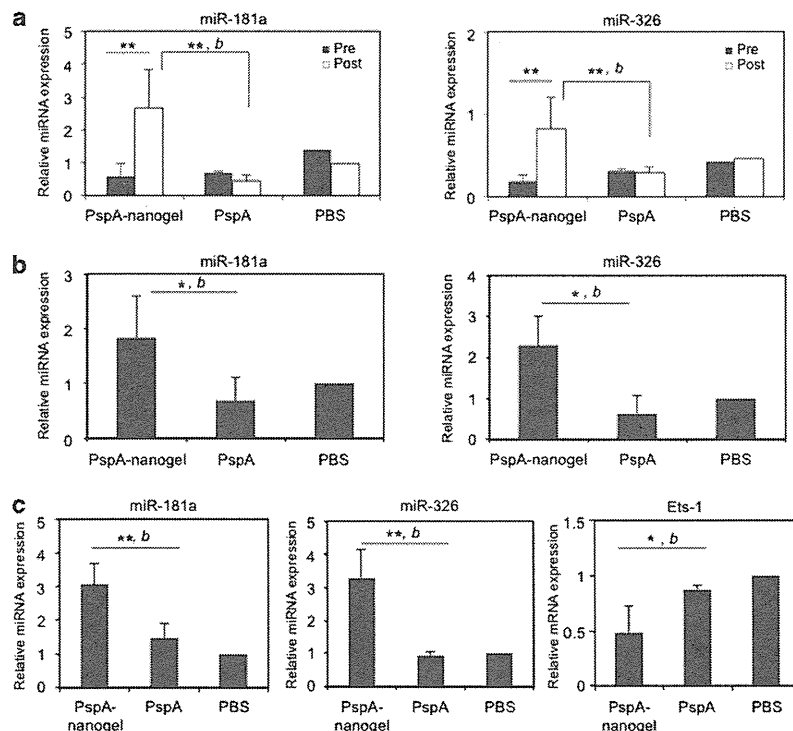 a
miR-181a
Relative miRNA expression
5
4
3
2
1
0
Pre
Post
**
**, b
PspA-nanogel PspA PBS
miR-326
Relative miRNA expression
2
1
0
Pre
Post
**
**, b
PspA-nanogel PspA PBS
b
miR-181a
Relative miRNA expression
3
2
1
0
*, b
PspA-nanogel PspA PBS
miR-326
Relative miRNA expression
4
3
2
1
0
*, b
PspA-nanogel PspA PBS
c
miR-181a
Relative miRNA expression
5
4
3
2
1
0
**, b
PspA-
nanogel PspA PBS
miR-326
Relative miRNA expression
5
4
3
2
1
0
**, b
PspA-
nanogel PspA PBS
Ets-1
Relative mRNA expression
1.5
1
0.5
0
* , b
PspA-
nanogel PspA PBS